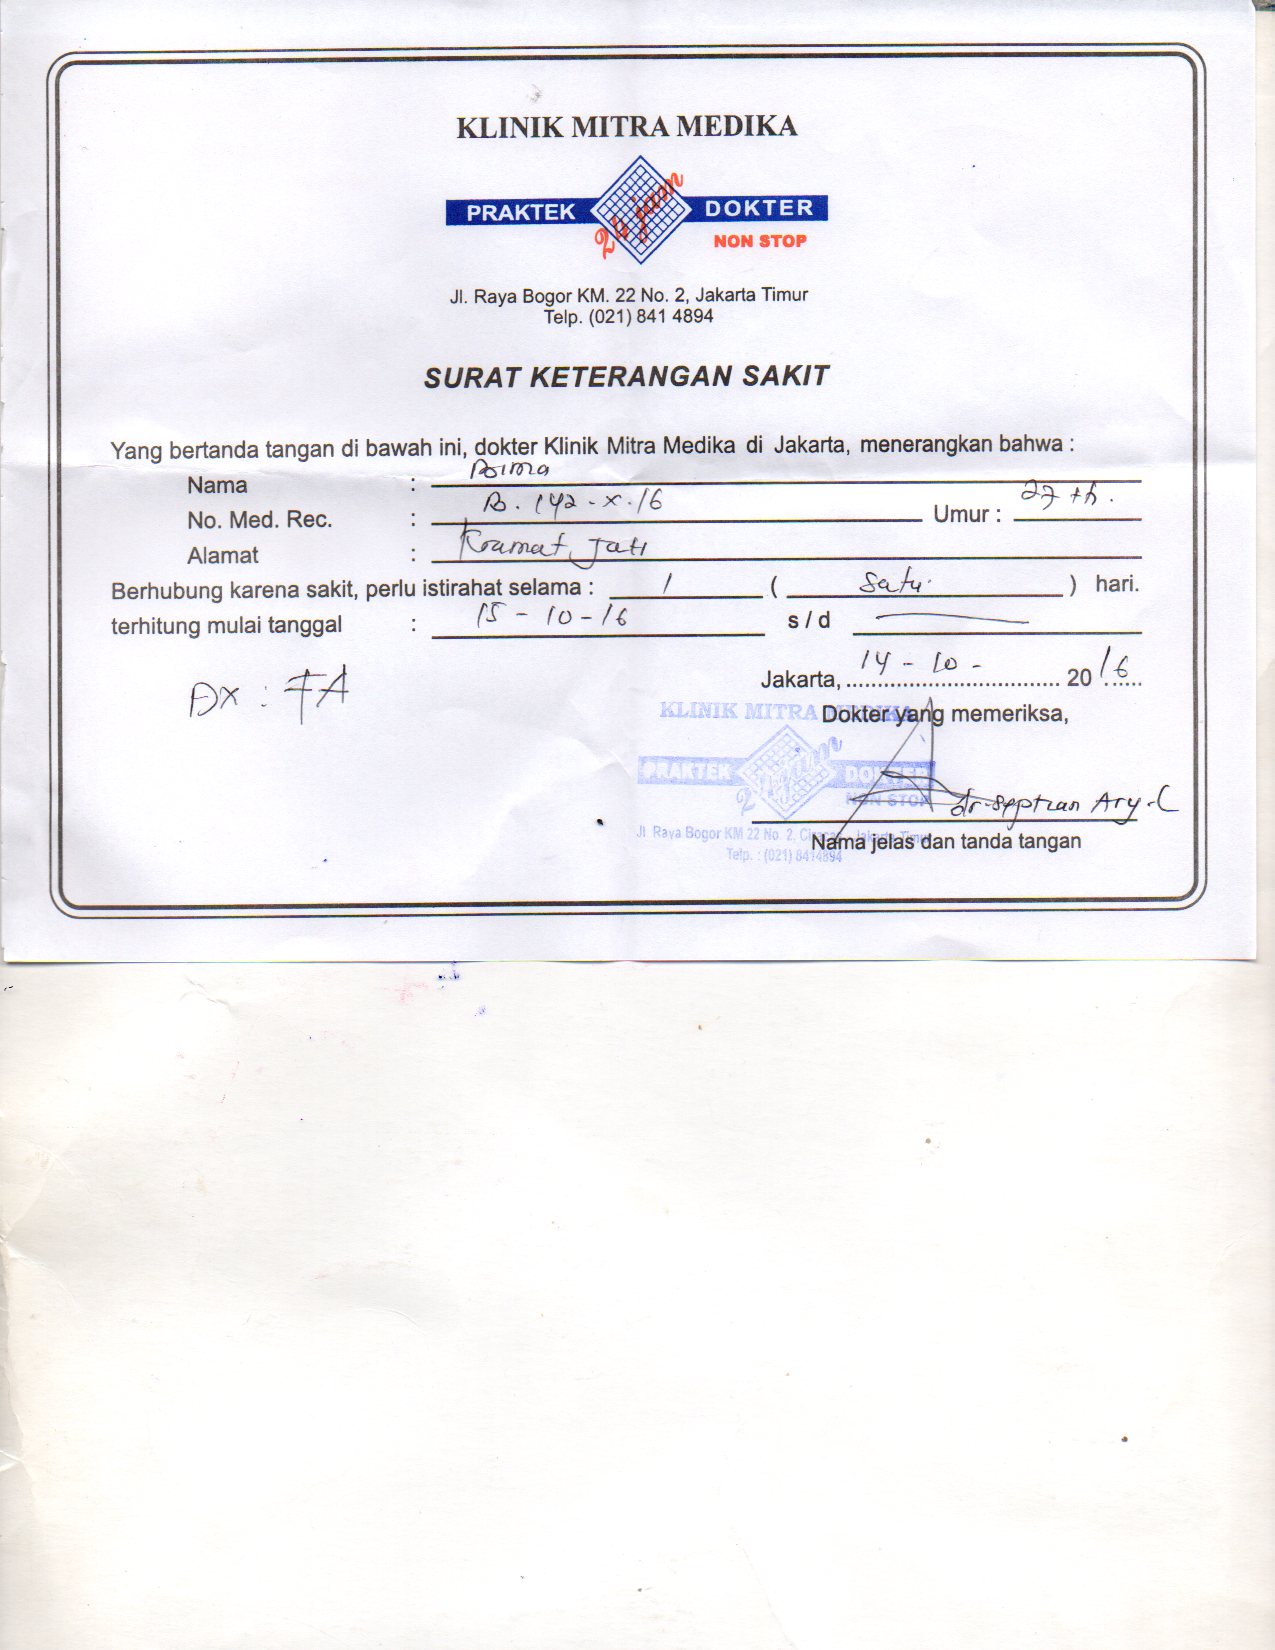 KLINIK MITRA MEDIKA
PRAKTEK 24 jam DOKTER
NON STOP
Jl. Raya Bogor KM. 22 No. 2, Jakarta Timur
Telp. (021) 841 4894
SURAT KETERANGAN SAKIT
Yang bertanda tangan di bawah ini, dokter Klinik Mitra Medika di Jakarta, menerangkan bahwa :
Nama : Bima
No. Med. Rec. : B. 142 - X. 16 Umur : 27 th.
Alamat : Kramat Jati
Berhubung karena sakit, perlu istirahat selama : 1 ( satu ) hari.
terhitung mulai tanggal : 15 - 10 - 16 s / d —
Jakarta, 14 - 10 - 20 16
DX : FA
Dokter yang memeriksa,
KLINIK MITRA MEDIKA
PRAKTEK 24 jam DOKTER
NON STOP
dr. Septian Ary. C
Jl Raya Bogor KM 22 No. 2, Ciracas Jakarta Timur
Telp. : (021) 8414894
Nama jelas dan tanda tangan